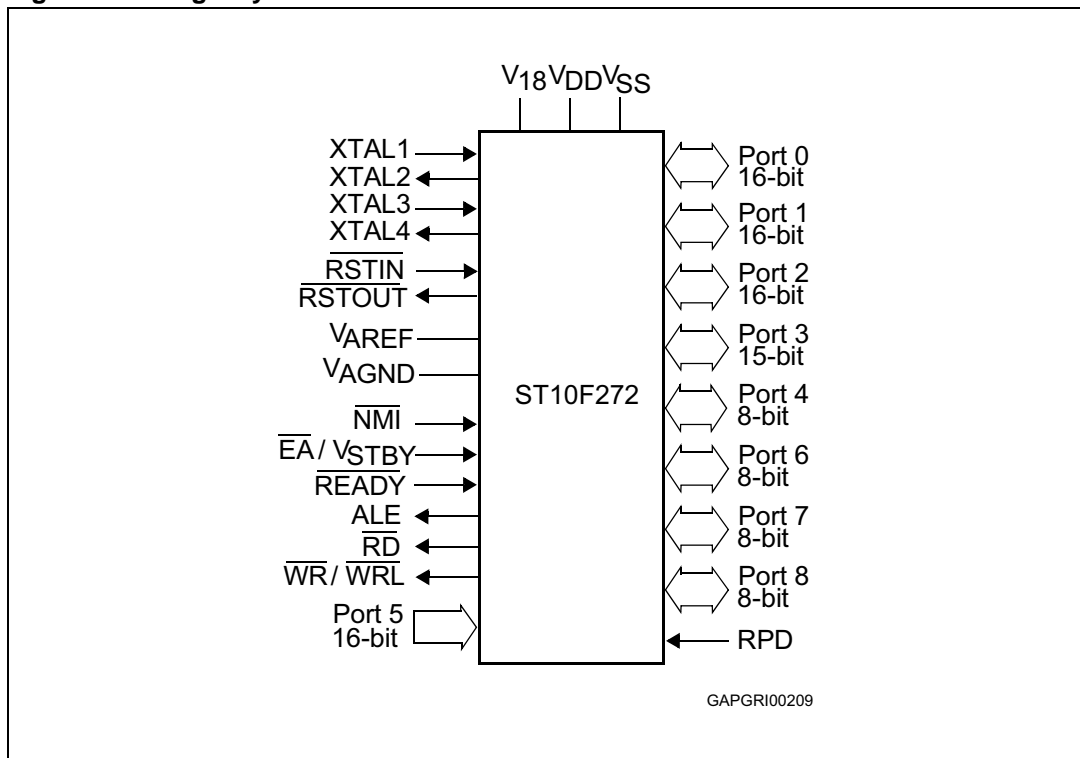 V18 VDD VSS
XTAL1
XTAL2
XTAL3
XTAL4
RSTIN
RSTOUT
VAREF
VAGND
NMI
EA / VSTBY
READY
ALE
RD
WR / WRL
Port 5
16-bit
ST10F272
Port 0
16-bit
Port 1
16-bit
Port 2
16-bit
Port 3
15-bit
Port 4
8-bit
Port 6
8-bit
Port 7
8-bit
Port 8
8-bit
RPD
GAPGRI00209